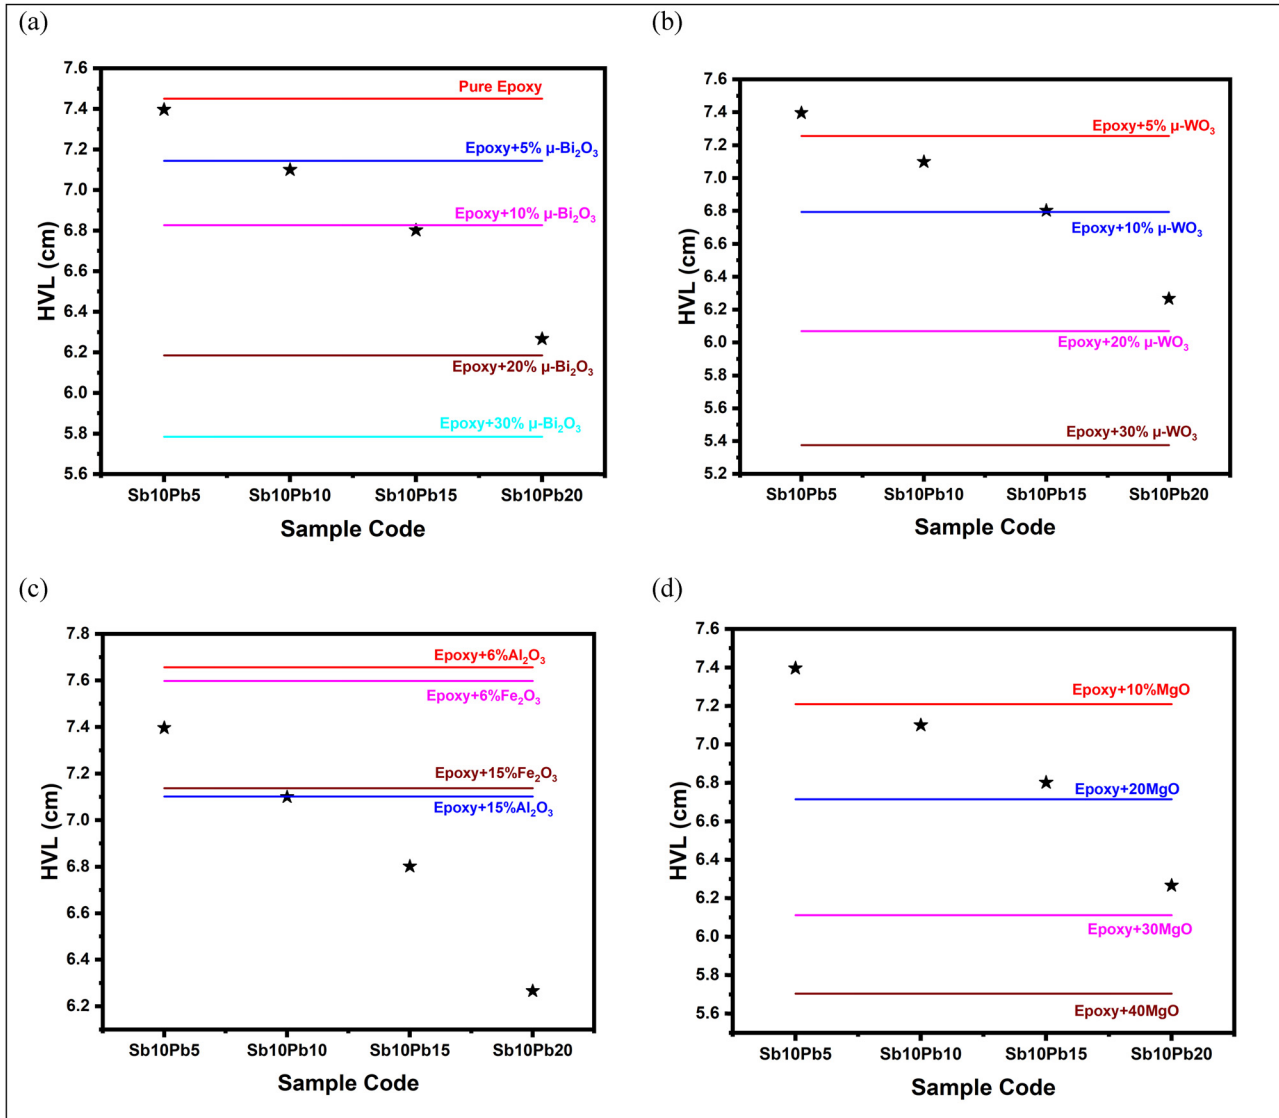 (a)
7.6
7.4
7.2
7.0
6.8
6.6
6.4
6.2
6.0
5.8
5.6
HVL (cm)
Pure Epoxy
Epoxy+5% μ-Bi₂O₃
Epoxy+10% μ-Bi₂O₃
Epoxy+20% μ-Bi₂O₃
Epoxy+30% μ-Bi₂O₃
Sb10Pb5 Sb10Pb10 Sb10Pb15 Sb10Pb20
Sample Code
(b)
7.6
7.4
7.2
7.0
6.8
6.6
6.4
6.2
6.0
5.8
5.6
5.4
5.2
HVL (cm)
Epoxy+5% μ-WO₃
Epoxy+10% μ-WO₃
Epoxy+20% μ-WO₃
Epoxy+30% μ-WO₃
Sb10Pb5 Sb10Pb10 Sb10Pb15 Sb10Pb20
Sample Code
(c)
7.8
7.6
7.4
7.2
7.0
6.8
6.6
6.4
6.2
HVL (cm)
Epoxy+6%Al₂O₃
Epoxy+6%Fe₂O₃
Epoxy+15%Fe₂O₃
Epoxy+15%Al₂O₃
Sb10Pb5 Sb10Pb10 Sb10Pb15 Sb10Pb20
Sample Code
(d)
7.6
7.4
7.2
7.0
6.8
6.6
6.4
6.2
6.0
5.8
5.6
HVL (cm)
Epoxy+10%MgO
Epoxy+20MgO
Epoxy+30MgO
Epoxy+40MgO
Sb10Pb5 Sb10Pb10 Sb10Pb15 Sb10Pb20
Sample Code